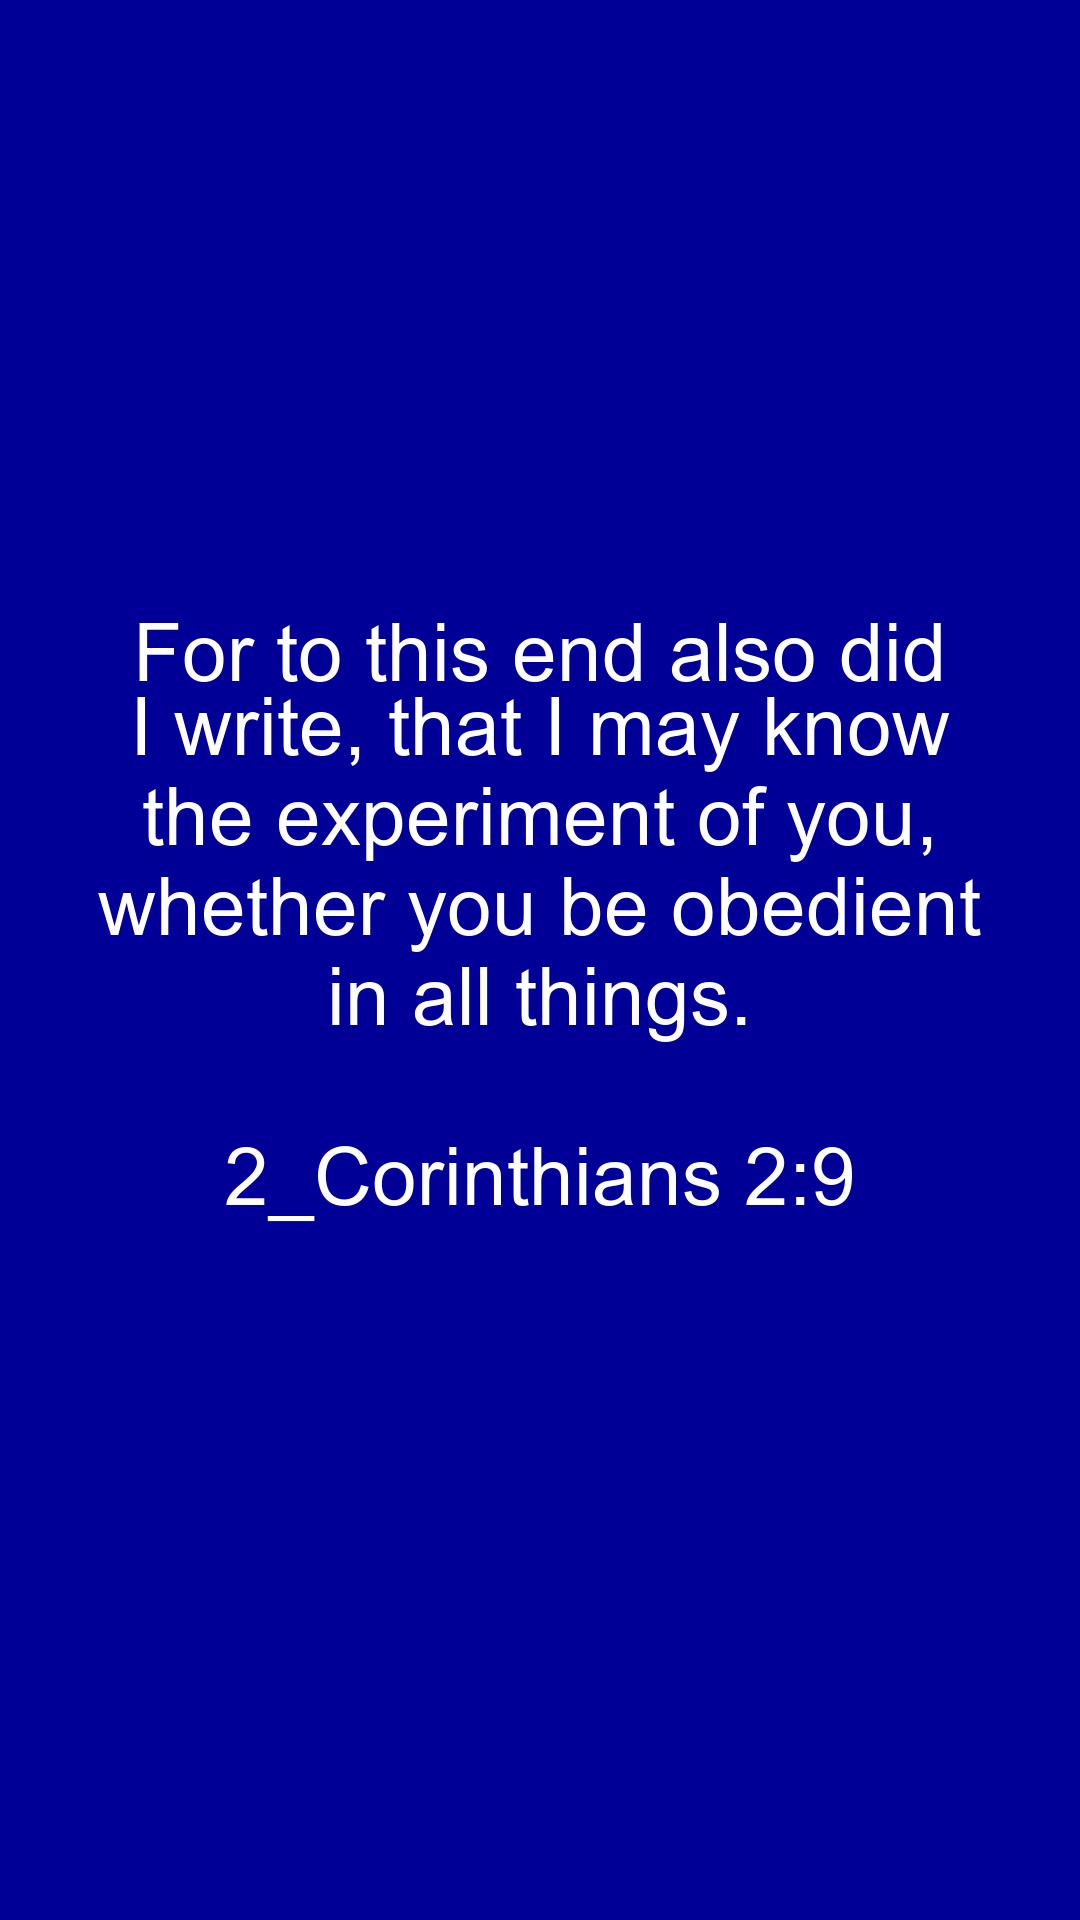 For to this end also did
I write, that I may know
the experiment of you,
whether you be obedient
in all things.
2_Corinthians 2:9